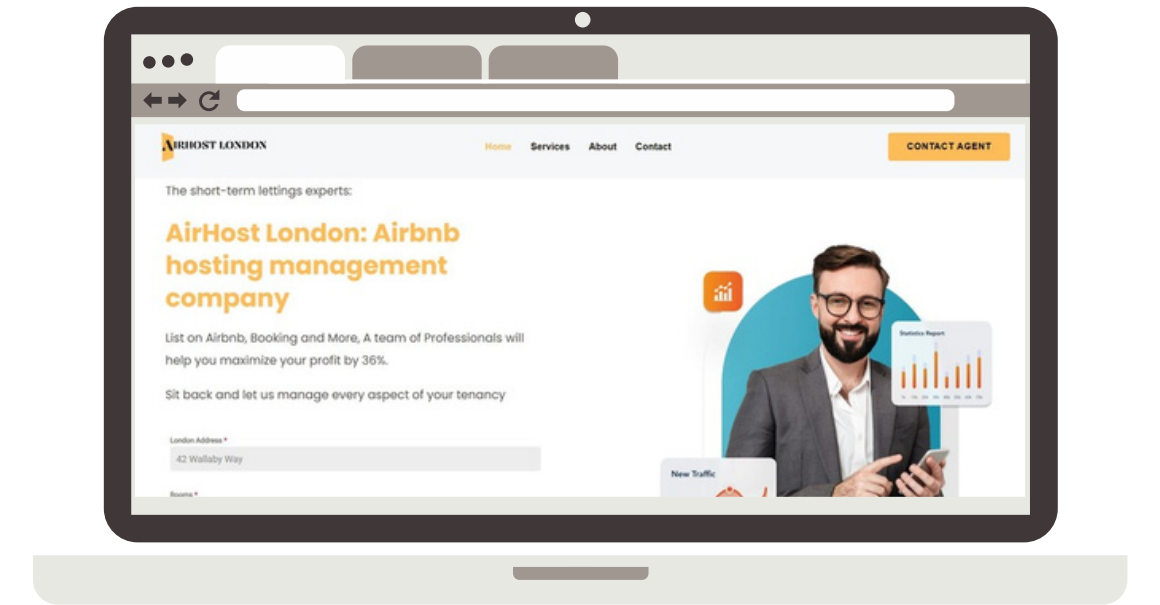 AIRHOST LONDON
Home Services About Contact
CONTACT AGENT
The short-term lettings experts:
AirHost London: Airbnb
hosting management
company
List on Airbnb, Booking and More, A team of Professionals will
help you maximize your profit by 36%.
Sit back and let us manage every aspect of your tenancy
London Address *
42 Wallaby Way
Rooms *
Statistics Report
New Traffic